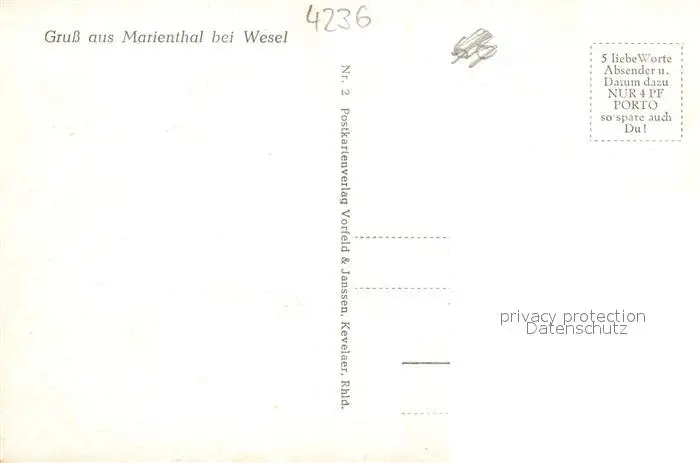 4236
Gruß aus Marienthal bei Wesel
5 liebe Worte
Absender u.
Datum dazu
NUR 4 PF
PORTO
so spare auch
Du!
Nr. 2 Postkartenverlag Vorfeld & Janssen, Kevelaer, Rhld.
privacy protection
Datenschutz